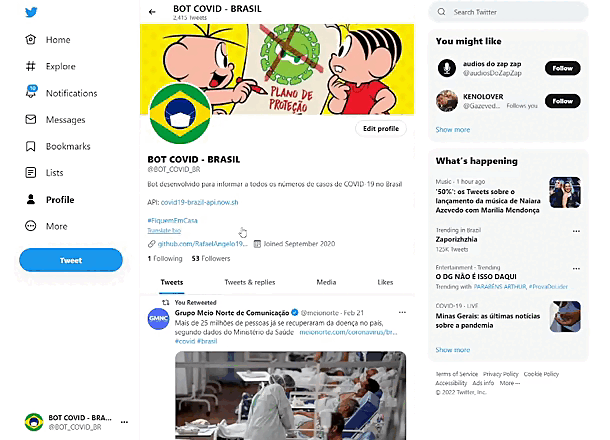 Home
Explore
10
Notifications
Messages
Bookmarks
Lists
Profile
More
Tweet
BOT COVID - BRA...
@BOT_COVID_BR
BOT COVID - BRASIL
2,415 Tweets
PLANO DE
PROTEÇÃO
Edit profile
BOT COVID - BRASIL
@BOT_COVID_BR
Bot desenvolvido para informar a todos os números de casos de COVID-19 no Brasil
API: covid19-brazil-api.now.sh
#FiquemEmCasa
Translate bio
github.com/RafaelAngelo19... Joined September 2020
1 Following 53 Followers
Tweets Tweets & replies Media Likes
You Retweeted
GMNC
Grupo Meio Norte de Comunicação @meionorte · Feb 21
Mais de 25 milhões de pessoas já se recuperaram da doença no país,
segundo dados do Ministério da Saúde meionorte.com/coronavirus/br...
#covid #brasil
Search Twitter
You might like
audios do zap zap
@audiosDoZapZap
Follow
KENOLOVER
@Gazeved... Follows you
Follow
Show more
What's happening
Music · 1 hour ago
'50%': os Tweets sobre o
lançamento da música de Naiara
Azevedo com Marília Mendonça
Trending in Brazil
Zaporizhzhia
125K Tweets
Entertainment · Trending
O DG NÃO É ISSO DAQUI
Trending with PARABÉNS ARTHUR, #ProvaDoLíder
COVID-19 · LIVE
Minas Gerais: as últimas notícias
sobre a pandemia
Show more
Terms of Service Privacy Policy Cookie Policy
Accessibility Ads info More
© 2022 Twitter, Inc.